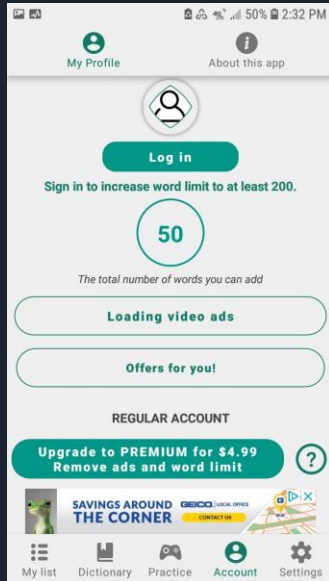 50% 2:32 PM
My Profile
About this app
Log in
Sign in to increase word limit to at least 200.
50
The total number of words you can add
Loading video ads
Offers for you!
REGULAR ACCOUNT
Upgrade to PREMIUM for $4.99
Remove ads and word limit
?
SAVINGS AROUND
THE CORNER
GEICO LOCAL OFFICE
CONTACT US
My list
Dictionary
Practice
Account
Settings